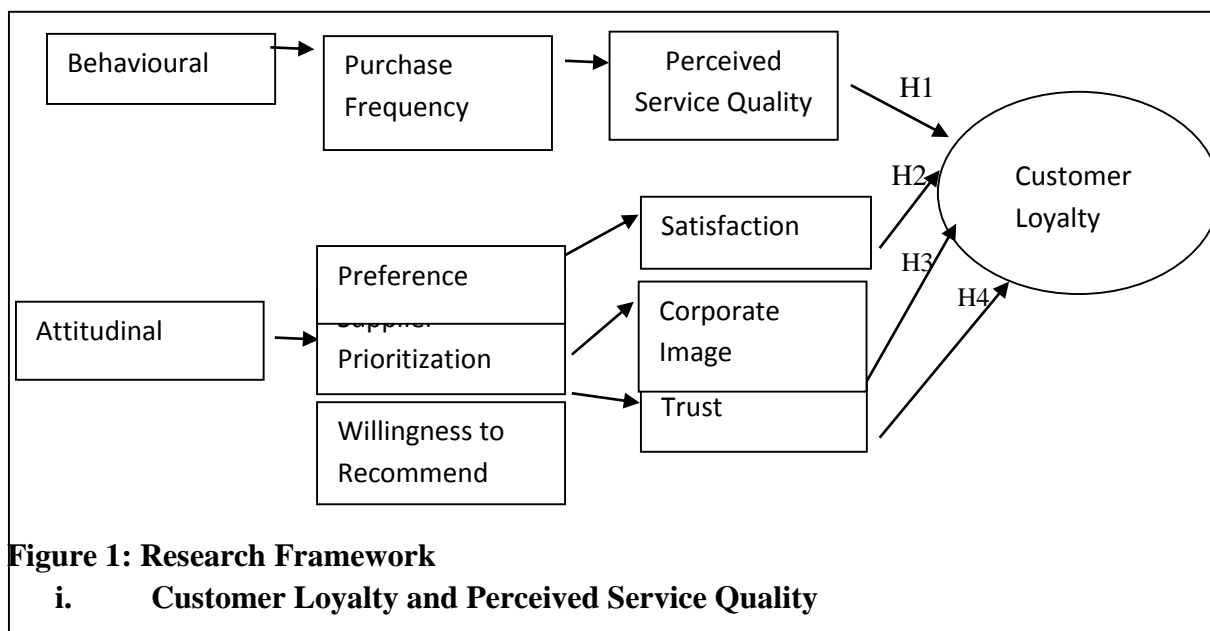 Behavioural
Purchase
Frequency
Perceived
Service Quality
H1
Customer
Loyalty
H2
Satisfaction
Preference
H3
H4
Attitudinal
Supplier
Prioritization
Corporate
Image
Trust
Willingness to
Recommend
Figure 1: Research Framework
i. Customer Loyalty and Perceived Service Quality